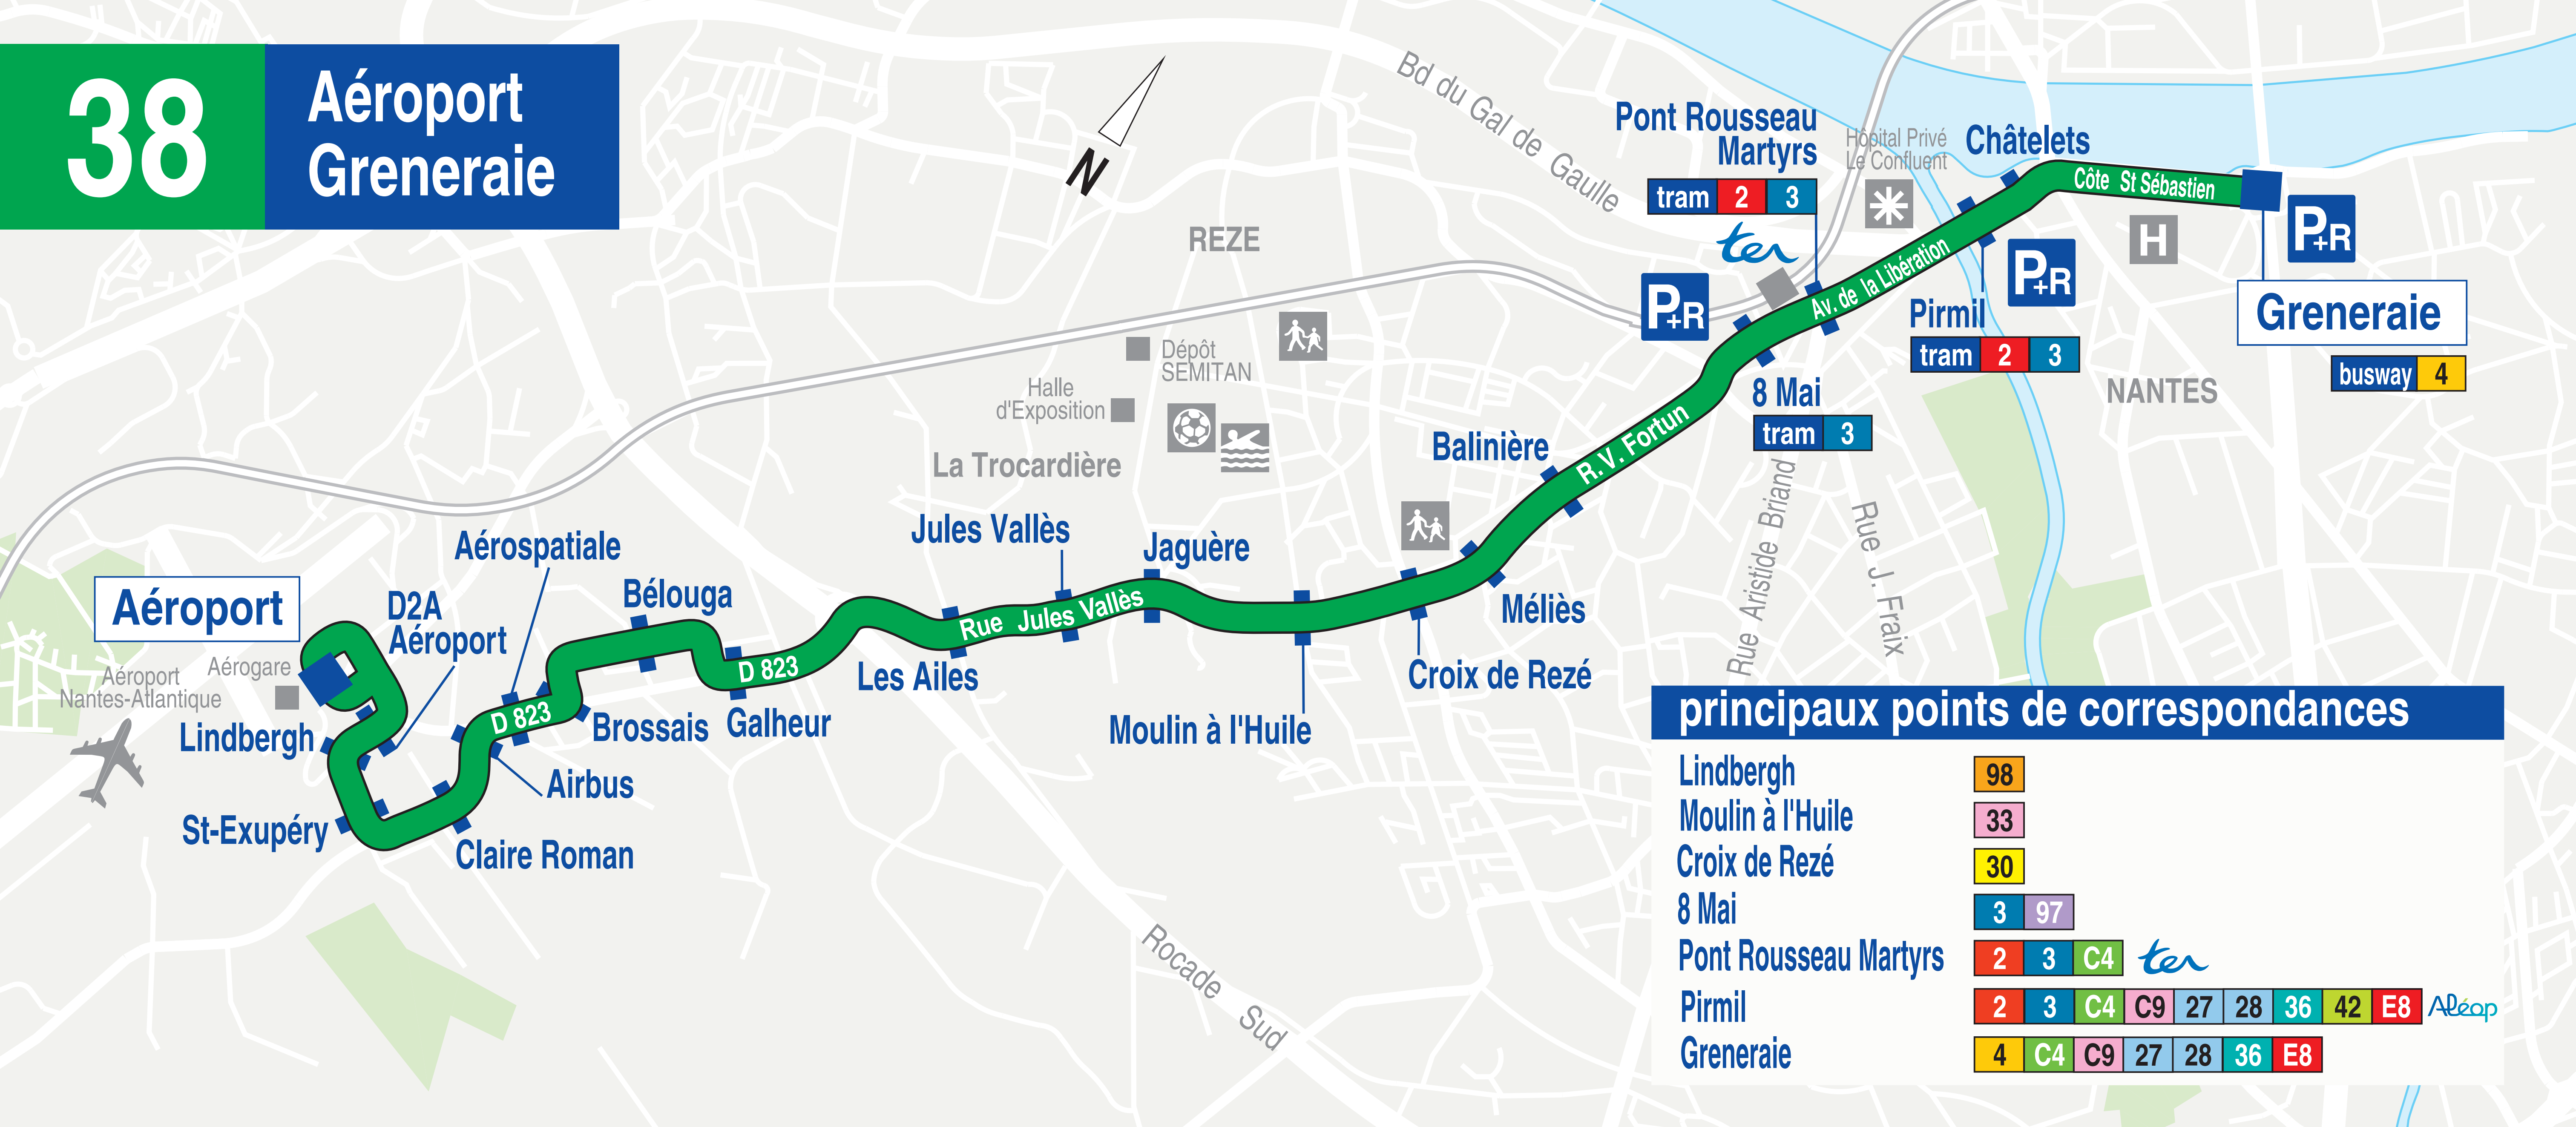 38
Aéroport
Greneraie
N
Bd du Gal de Gaulle
REZE
Pont Rousseau
Martyrs
tram 2 3
ter
Hôpital Privé
Le Confluent
Châtelets
Côte St Sébastien
H
P+R
P+R
P+R
Av. de la Libération
Pirmil
tram 2 3
Greneraie
busway 4
NANTES
8 Mai
tram 3
Dépôt
SEMITAN
Halle
d'Exposition
La Trocardière
Balinière
R. V. Fortun
Rue Aristide Briand
Rue J. Fraix
Jules Vallès
Jaguère
Rue Jules Vallès
Méliès
Croix de Rezé
Moulin à l'Huile
Les Ailes
Aérospatiale
Bélouga
D 823
D 823
Brossais
Galheur
Airbus
Claire Roman
Aéroport
D2A
Aéroport
Aérogare
Aéroport
Nantes-Atlantique
Lindbergh
St-Exupéry
Rocade Sud
principaux points de correspondances
Lindbergh 98
Moulin à l'Huile 33
Croix de Rezé 30
8 Mai 3 97
Pont Rousseau Martyrs 2 3 C4 ter
Pirmil 2 3 C4 C9 27 28 36 42 E8 Aléop
Greneraie 4 C4 C9 27 28 36 E8